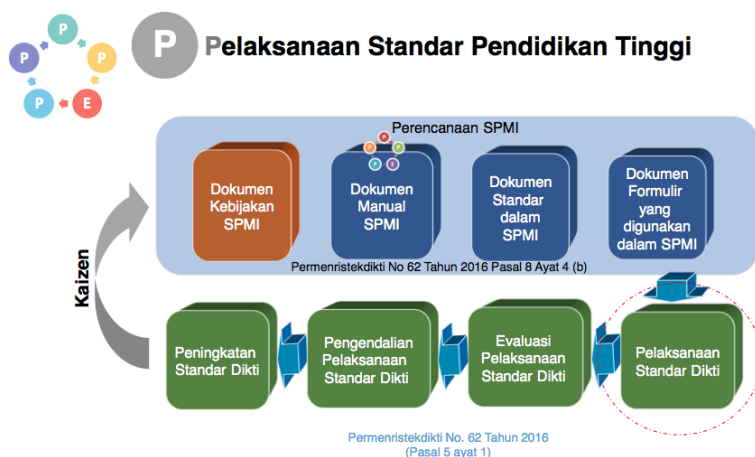 P
P
P
E
P
P
Pelaksanaan Standar Pendidikan Tinggi
Perencanaan SPMI
P
P
P
P
E
Dokumen
Kebijakan
SPMI
Dokumen
Manual
SPMI
Dokumen
Standar
dalam
SPMI
Dokumen
Formulir
yang
digunakan
dalam SPMI
Permenristekdikti No 62 Tahun 2016 Pasal 8 Ayat 4 (b)
Kaizen
Peningkatan
Standar Dikti
Pengendalian
Pelaksanaan
Standar Dikti
Evaluasi
Pelaksanaan
Standar Dikti
Pelaksanaan
Standar Dikti
Permenristekdikti No. 62 Tahun 2016
(Pasal 5 ayat 1)